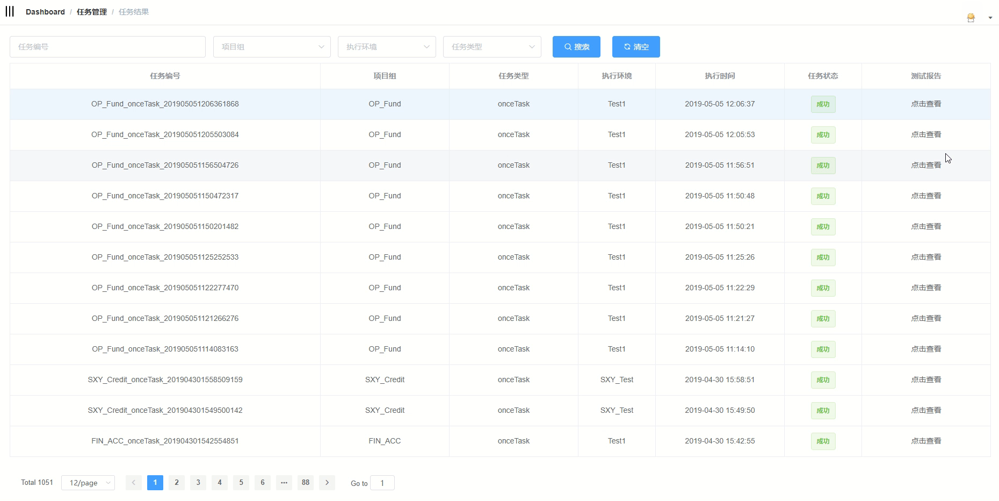 Dashboard / 任务管理 / 任务结果
任务编号 项目组 执行环境 任务类型 搜索 清空
任务编号 项目组 任务类型 执行环境 执行时间 任务状态 测试报告
OP_Fund_onceTask_201905051206361868 OP_Fund onceTask Test1 2019-05-05 12:06:37 成功 点击查看
OP_Fund_onceTask_201905051205503084 OP_Fund onceTask Test1 2019-05-05 12:05:53 成功 点击查看
OP_Fund_onceTask_201905051156504726 OP_Fund onceTask Test1 2019-05-05 11:56:51 成功 点击查看
OP_Fund_onceTask_201905051150472317 OP_Fund onceTask Test1 2019-05-05 11:50:48 成功 点击查看
OP_Fund_onceTask_201905051150201482 OP_Fund onceTask Test1 2019-05-05 11:50:21 成功 点击查看
OP_Fund_onceTask_201905051125252533 OP_Fund onceTask Test1 2019-05-05 11:25:26 成功 点击查看
OP_Fund_onceTask_201905051122277470 OP_Fund onceTask Test1 2019-05-05 11:22:29 成功 点击查看
OP_Fund_onceTask_201905051121266276 OP_Fund onceTask Test1 2019-05-05 11:21:27 成功 点击查看
OP_Fund_onceTask_201905051114083163 OP_Fund onceTask Test1 2019-05-05 11:14:10 成功 点击查看
SXY_Credit_onceTask_201904301558509159 SXY_Credit onceTask SXY_Test 2019-04-30 15:58:51 成功 点击查看
SXY_Credit_onceTask_201904301549500142 SXY_Credit onceTask SXY_Test 2019-04-30 15:49:50 成功 点击查看
FIN_ACC_onceTask_201904301542554851 FIN_ACC onceTask Test1 2019-04-30 15:42:55 成功 点击查看
Total 1051 12/page < 1 2 3 4 5 6 ··· 88 > Go to 1